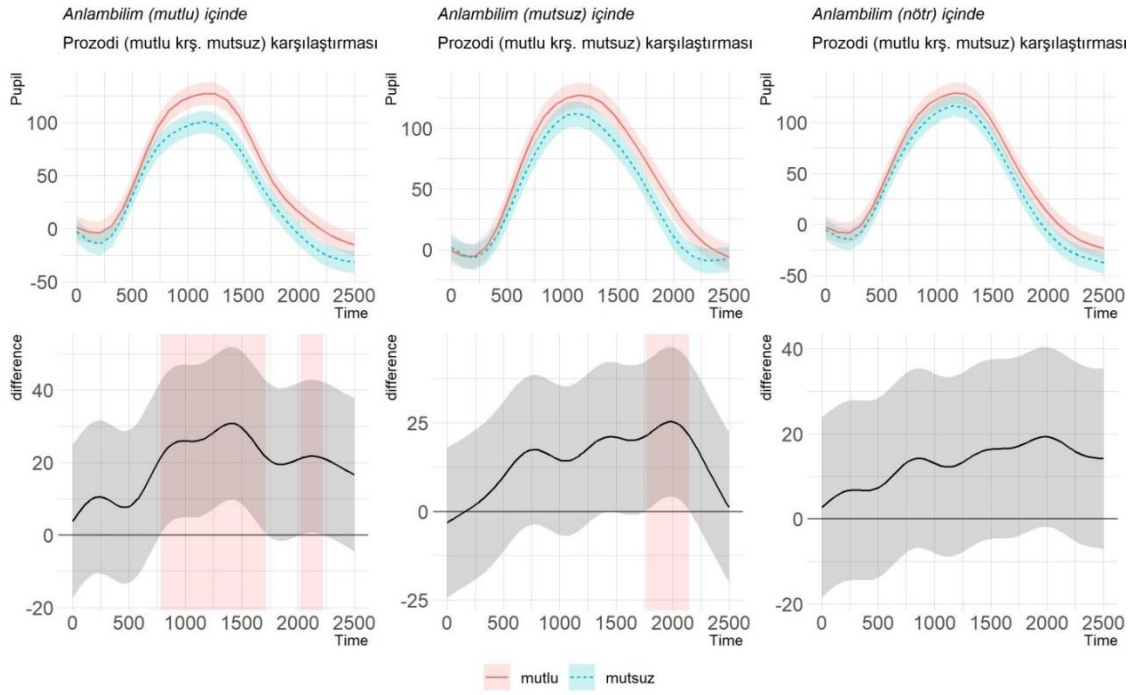 Anlambilim (mutlu) içinde
Prozodi (mutlu krş. mutsuz) karşılaştırması
Pupil
100
50
0
-50
0 500 1000 1500 2000 2500
Time
Anlambilim (mutsuz) içinde
Prozodi (mutlu krş. mutsuz) karşılaştırması
Pupil
100
50
0
0 500 1000 1500 2000 2500
Time
Anlambilim (nötr) içinde
Prozodi (mutlu krş. mutsuz) karşılaştırması
Pupil
100
50
0
-50
0 500 1000 1500 2000 2500
Time
difference
40
20
0
-20
0 500 1000 1500 2000 2500
Time
difference
25
0
-25
0 500 1000 1500 2000 2500
Time
difference
40
20
0
-20
0 500 1000 1500 2000 2500
Time
mutlu mutsuz